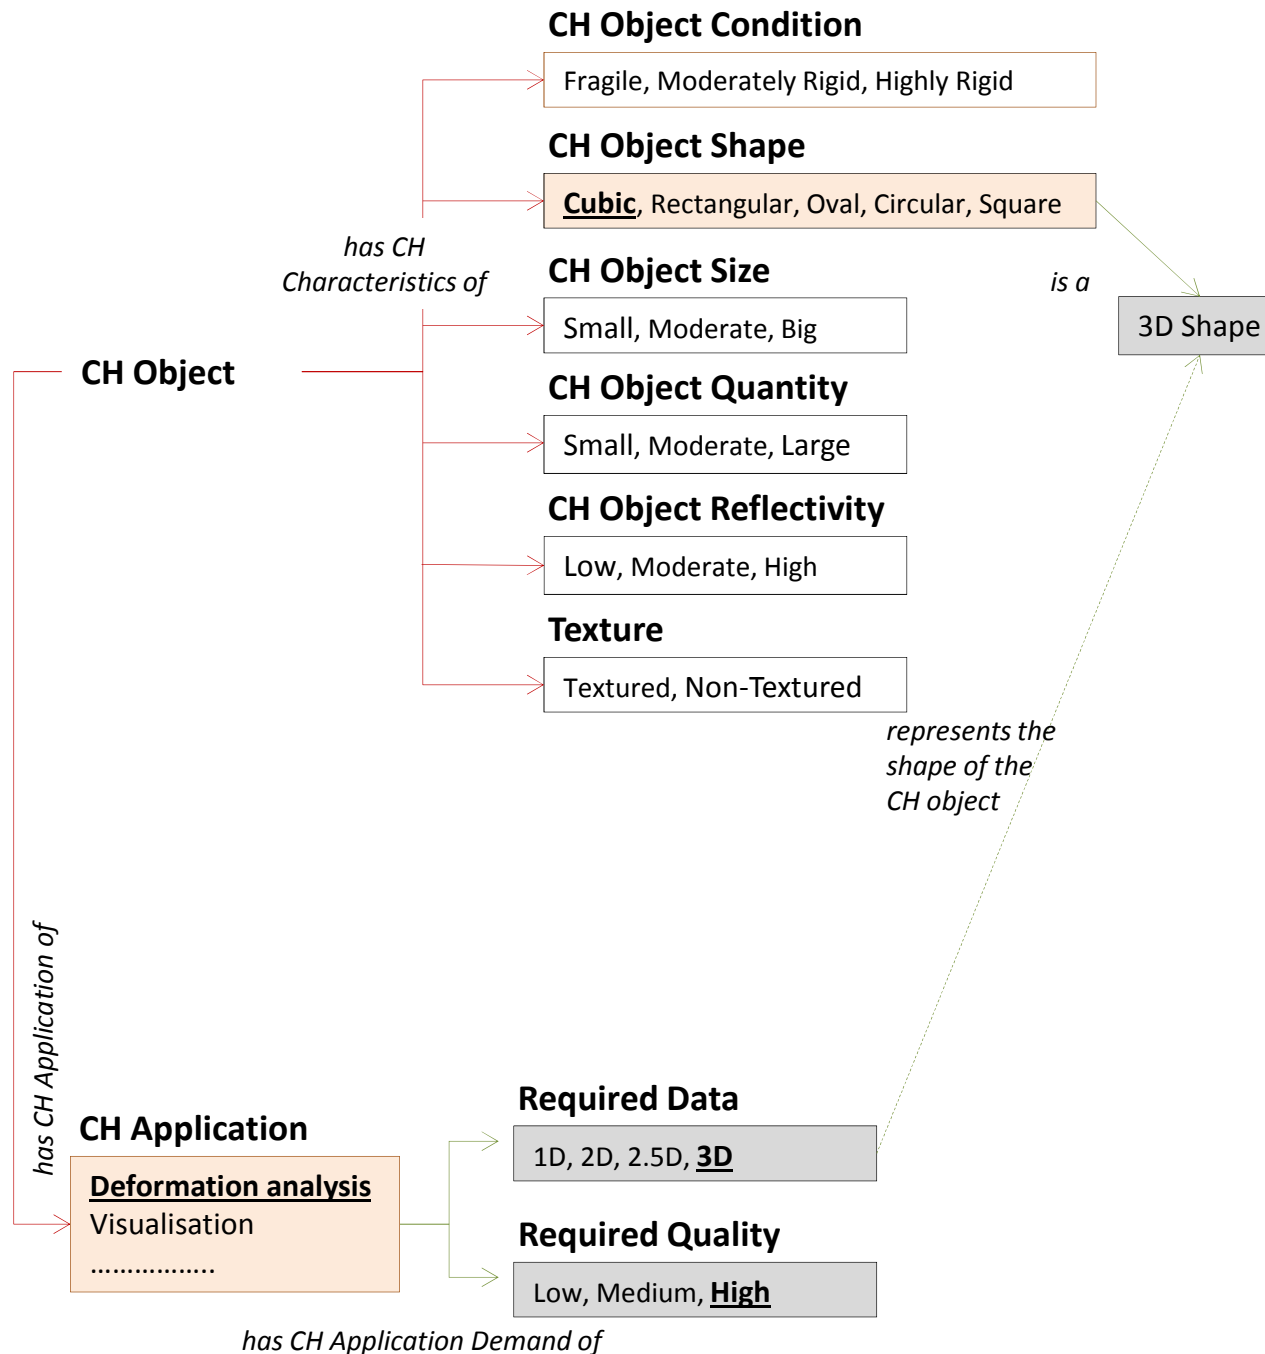 CH Object Condition
Fragile, Moderately Rigid, Highly Rigid
CH Object Shape
Cubic, Rectangular, Oval, Circular, Square
has CH
Characteristics of
CH Object Size
is a
Small, Moderate, Big
3D Shape
CH Object
CH Object Quantity
Small, Moderate, Large
CH Object Reflectivity
Low, Moderate, High
Texture
Textured, Non-Textured
represents the
shape of the
CH object
has CH Application of
Required Data
CH Application
1D, 2D, 2.5D, 3D
Deformation analysis
Visualisation
……………..
Required Quality
Low, Medium, High
has CH Application Demand of